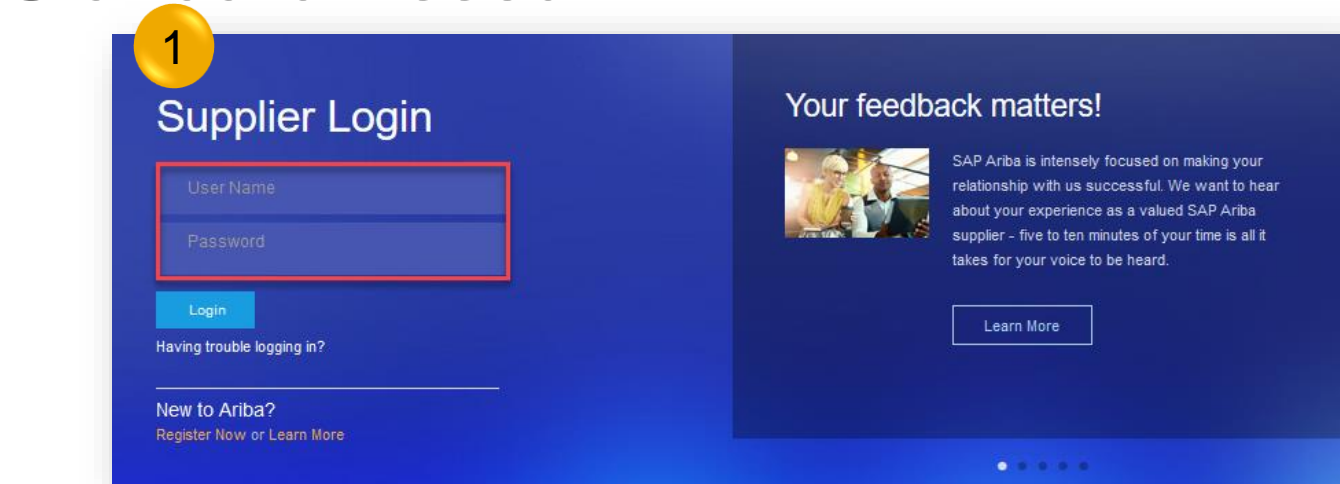 1
Supplier Login
User Name
Password
Login
Having trouble logging in?
New to Ariba?
Register Now or Learn More
Your feedback matters!
SAP Ariba is intensely focused on making your
relationship with us successful. We want to hear
about your experience as a valued SAP Ariba
supplier - five to ten minutes of your time is all it
takes for your voice to be heard.
Learn More